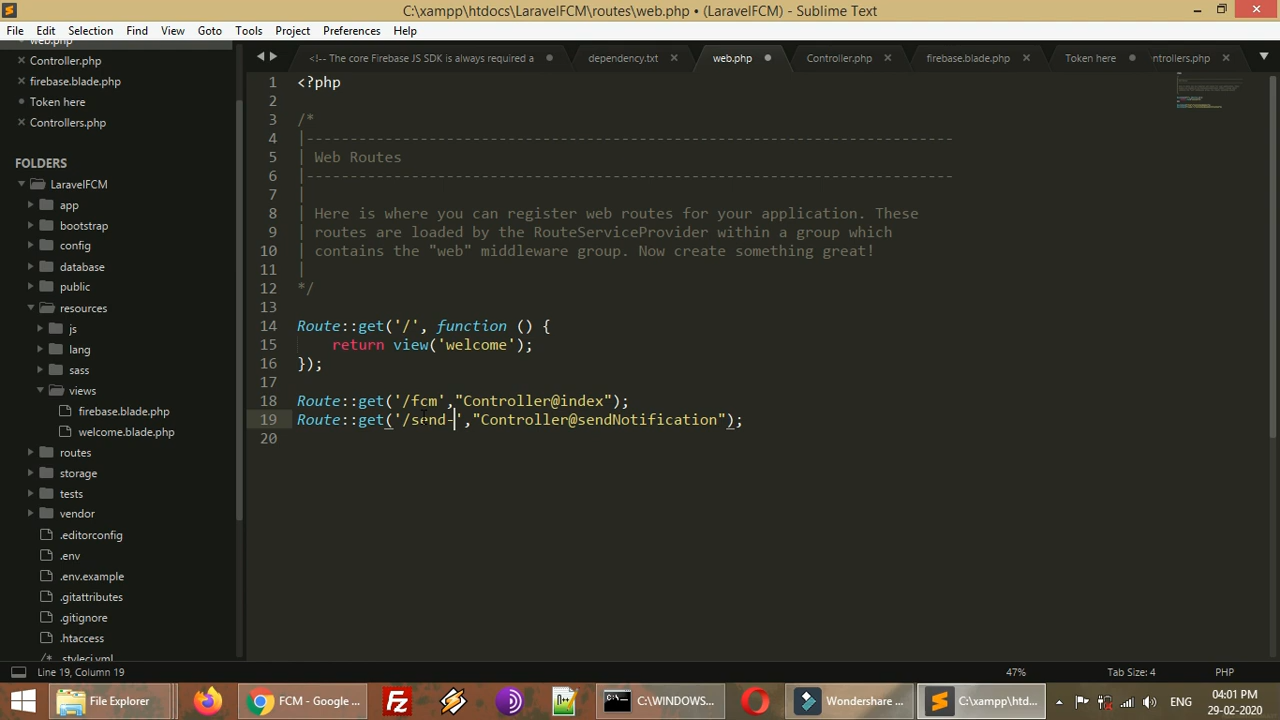 C:\xampp\htdocs\LaravelFCM\routes\web.php • (LaravelFCM) - Sublime Text
File Edit Selection Find View Goto Tools Project Preferences Help
web.php
Controller.php
firebase.blade.php
Token here
Controllers.php
FOLDERS
LaravelFCM
app
bootstrap
config
database
public
resources
js
lang
sass
views
firebase.blade.php
welcome.blade.php
routes
storage
tests
vendor
.editorconfig
.env
.env.example
.gitattributes
.gitignore
.htaccess
.styleci.yml
<!-- The core Firebase JS SDK is always required a
dependency.txt
web.php
Controller.php
firebase.blade.php
Token here
ntrollers.php
1 <?php
2
3 /*
4 |--------------------------------------------------------------------------
5 | Web Routes
6 |--------------------------------------------------------------------------
7 |
8 | Here is where you can register web routes for your application. These
9 | routes are loaded by the RouteServiceProvider within a group which
10 | contains the "web" middleware group. Now create something great!
11 |
12 */
13
14 Route::get('/', function () {
15 return view('welcome');
16 });
17
18 Route::get('/fcm',"Controller@index");
19 Route::get('/send-',"Controller@sendNotification");
20
Line 19, Column 19
47%
Tab Size: 4
PHP
File Explorer
FCM - Google ...
C:\WINDOWS...
Wondershare ...
C:\xampp\htd...
ENG
04:01 PM
29-02-2020